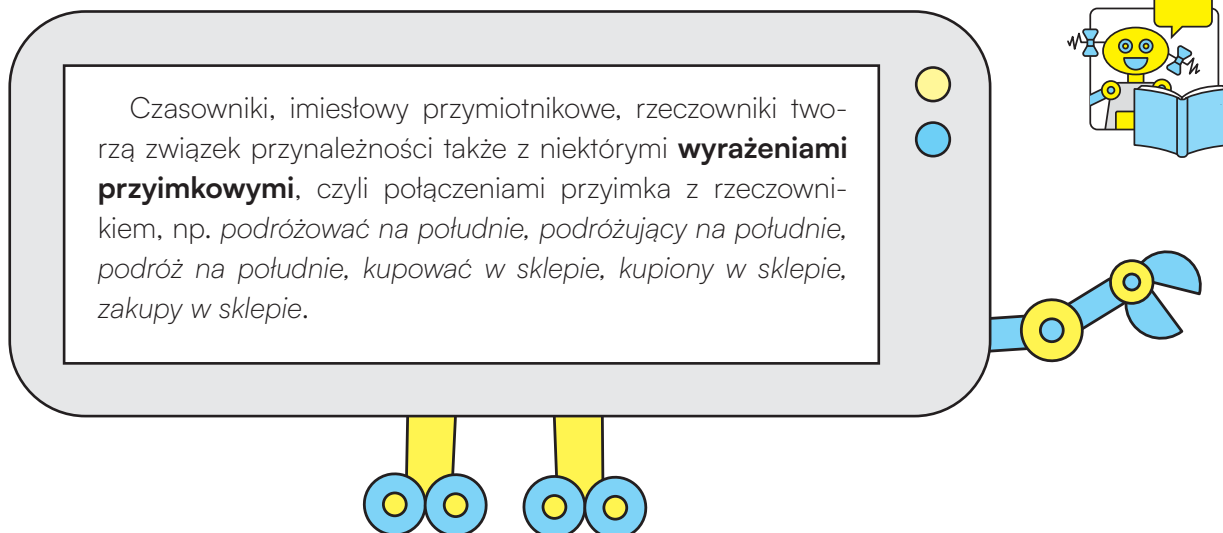 Czasowniki, imiesłowy przymiotnikowe, rzeczowniki two-
rzą związek przynależności także z niektórymi wyrażeniami
przyimkowymi, czyli połączeniami przyimka z rzeczowni-
kiem, np. podróżować na południe, podróżujący na południe,
podróż na południe, kupować w sklepie, kupiony w sklepie,
zakupy w sklepie.